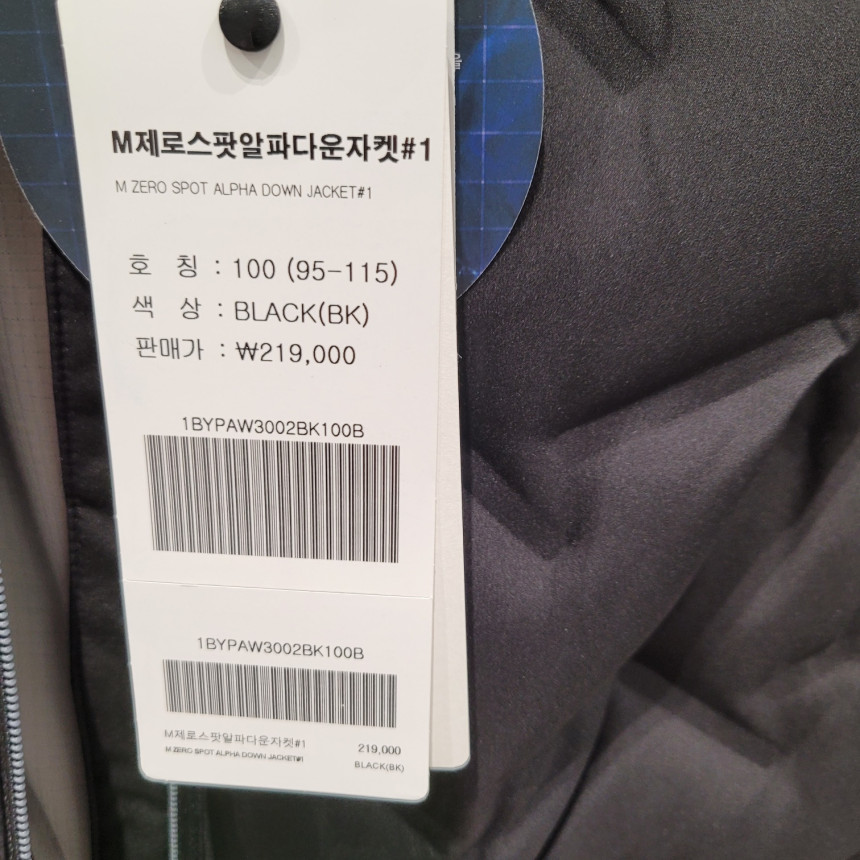 M제로스팟알파다운자켓#1
M ZERO SPOT ALPHA DOWN JACKET#1
호 칭 : 100 (95-115)
색 상 : BLACK(BK)
판매가 : ₩219,000
1BYPAW3002BK100B
1BYPAW3002BK100B
M제로스팟알파다운자켓#1
M ZERO SPOT ALPHA DOWN JACKET#1
219,000
BLACK(BK)